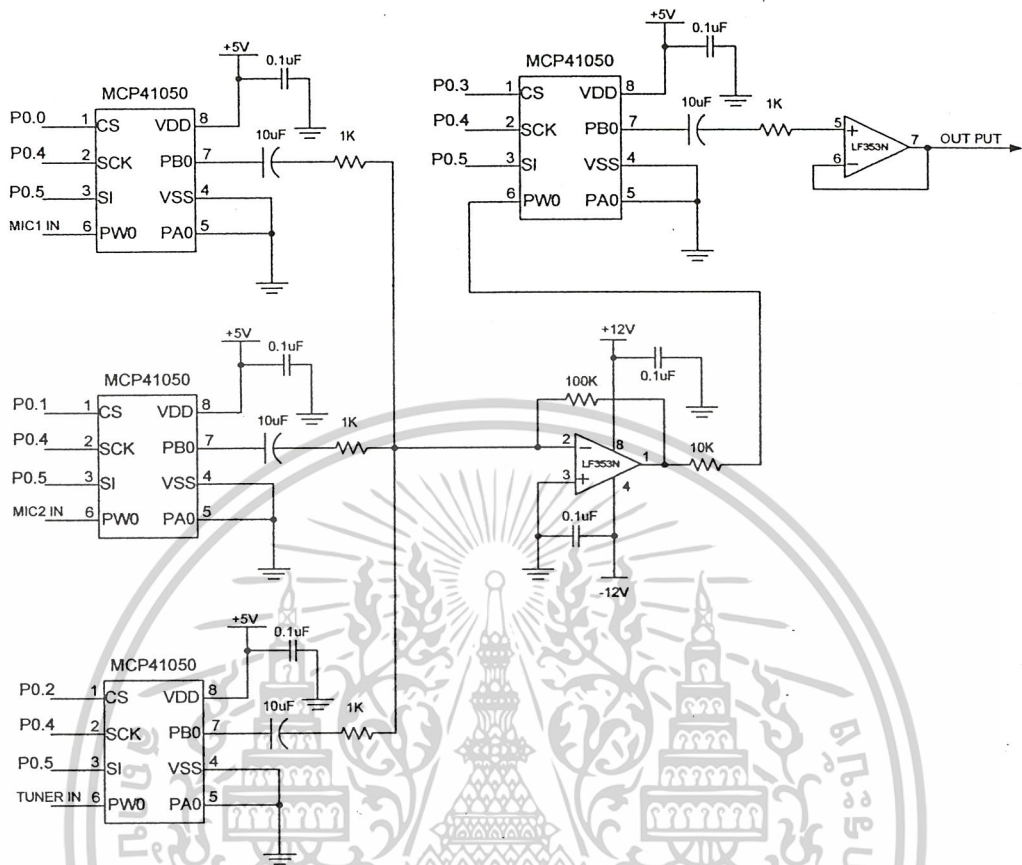 +5V
0.1uF
MCP41050
P0.0 1 CS VDD 8
P0.4 2 SCK PB0 7
P0.5 3 SI VSS 4
MIC1 IN 6 PW0 PA0 5
10uF
1K
+5V
0.1uF
MCP41050
P0.3 1 CS VDD 8
P0.4 2 SCK PB0 7
P0.5 3 SI VSS 4
6 PW0 PA0 5
10uF
1K
5 +
6 -
LF353N
7
OUT PUT
+5V
0.1uF
MCP41050
P0.1 1 CS VDD 8
P0.4 2 SCK PB0 7
P0.5 3 SI VSS 4
MIC2 IN 6 PW0 PA0 5
10uF
1K
+12V
0.1uF
100K
2 -
3 +
LF353N
8
1
4
10K
0.1uF
-12V
+5V
0.1uF
MCP41050
P0.2 1 CS VDD 8
P0.4 2 SCK PB0 7
P0.5 3 SI VSS 4
TUNER IN 6 PW0 PA0 5
10uF
1K